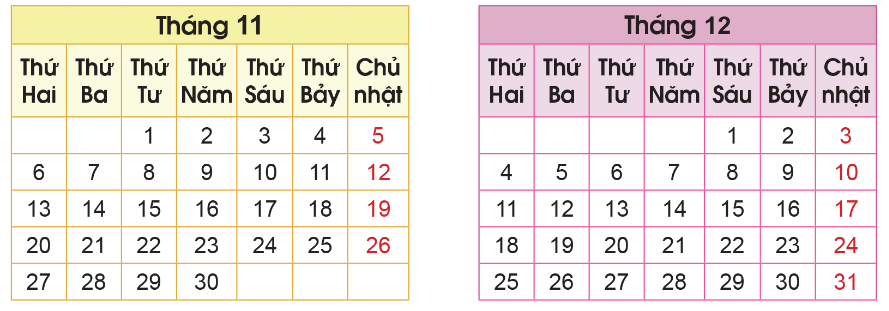 Tháng 11
Thứ Hai Thứ Ba Thứ Tư Thứ Năm Thứ Sáu Thứ Bảy Chủ nhật
1 2 3 4 5
6 7 8 9 10 11 12
13 14 15 16 17 18 19
20 21 22 23 24 25 26
27 28 29 30
Tháng 12
Thứ Hai Thứ Ba Thứ Tư Thứ Năm Thứ Sáu Thứ Bảy Chủ nhật
1 2 3
4 5 6 7 8 9 10
11 12 13 14 15 16 17
18 19 20 21 22 23 24
25 26 27 28 29 30 31